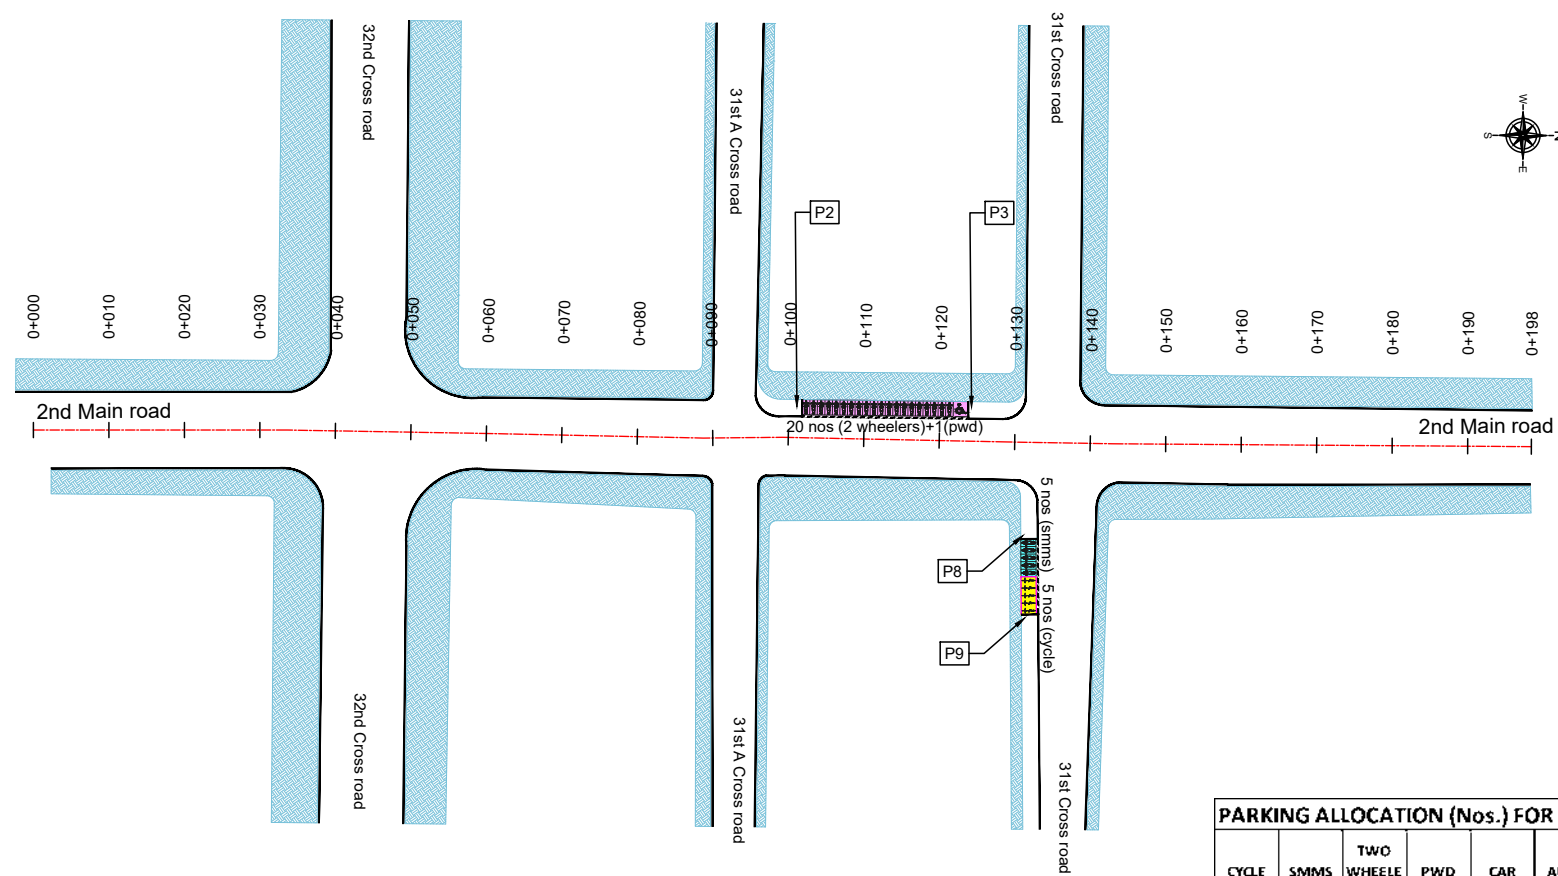 32nd Cross road
31st A Cross road
31st Cross road
W
S
E
P2
P3
0+000
0+010
0+020
0+030
0+040
0+050
0+060
0+070
0+080
0+090
0+100
0+110
0+120
0+130
0+140
0+150
0+160
0+170
0+180
0+190
0+198
2nd Main road
20 nos (2 wheelers)+1(pwd)
2nd Main road
5 nos (smms)
P8
5 nos (cycle)
P9
32nd Cross road
31st A Cross road
31st Cross road
PARKING ALLOCATION (Nos.) FOR
TWO
CYCLE SMMS WHEELE PWD CAR